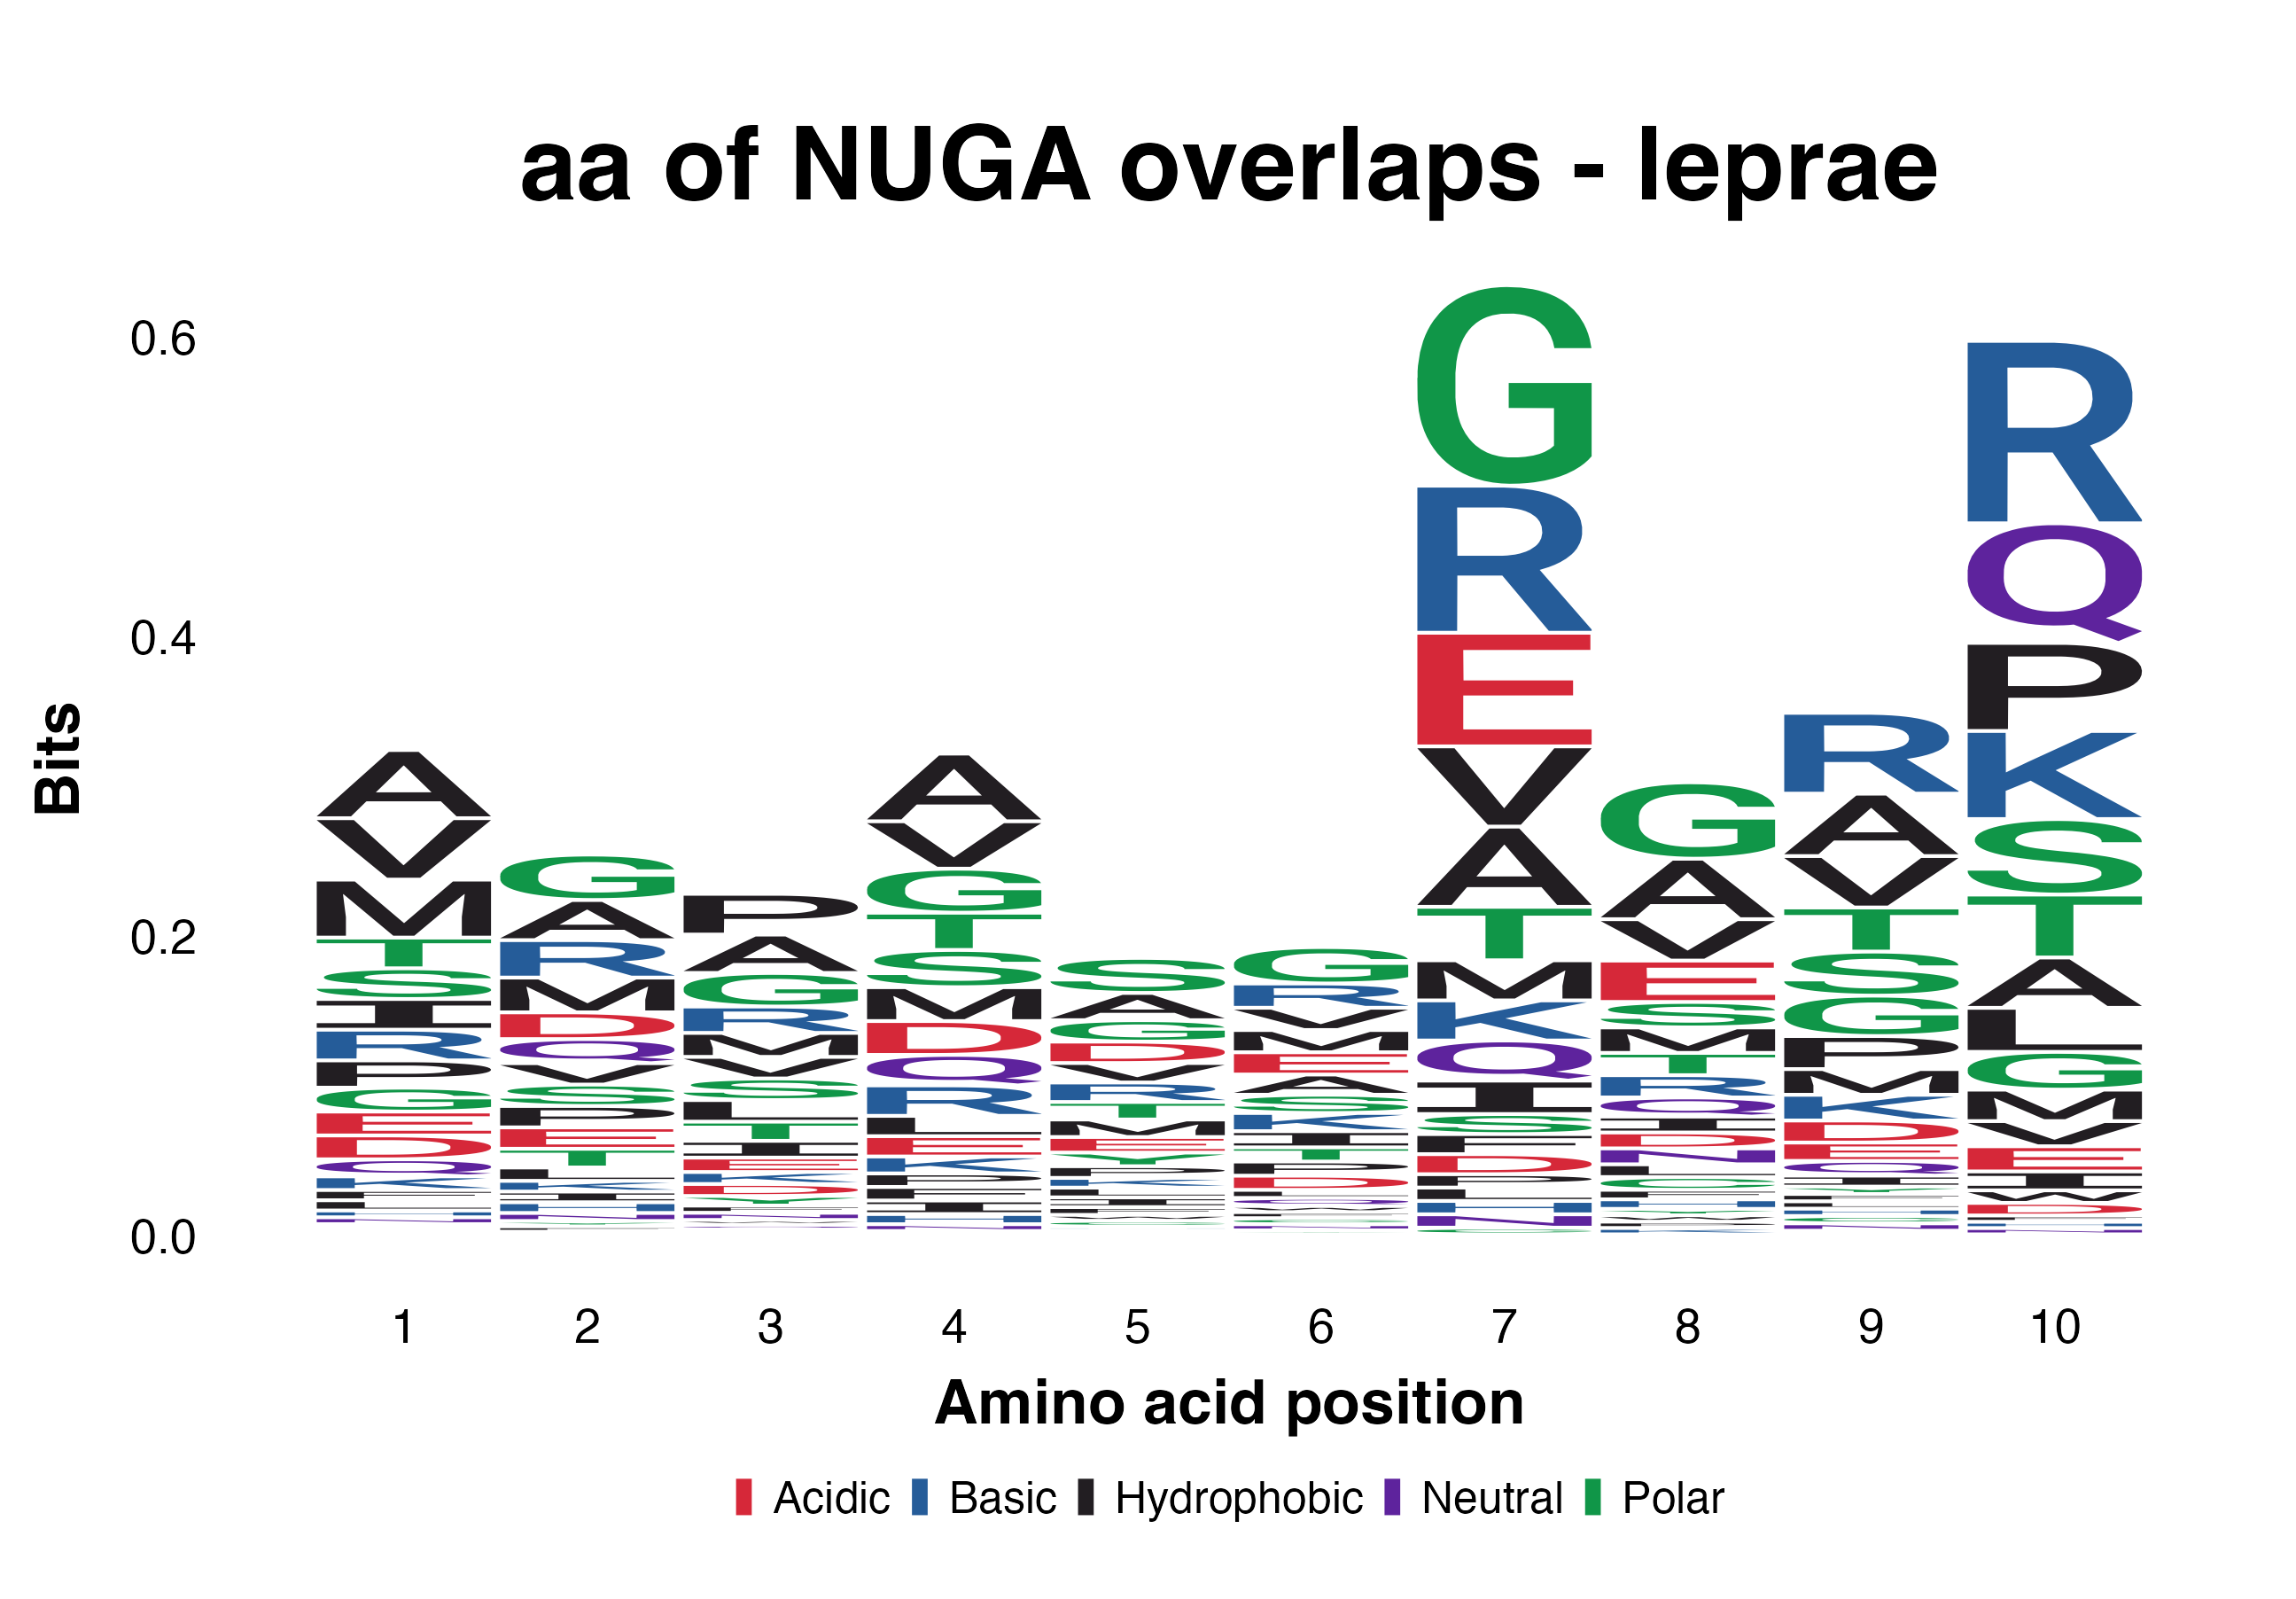 aa of NUGA overlaps - leprae
Bits
0.6
0.4
0.2
0.0
G R E V A T M K Q I S
R Q P K S T A L G M V E I W D
A V M T S I R P G E D Q K
G A R M D Q V S P E T
P A G R M V S L T I E K D
A V G T S M D Q R L E K P F I H N
S A G D V R T M E
G R V M E A S K I T P D
G A V E S M T R Q I D N L
R A V T S G P M K D E Q I
1 2 3 4 5 6 7 8 9 10
Amino acid position
Acidic Basic Hydrophobic Neutral Polar